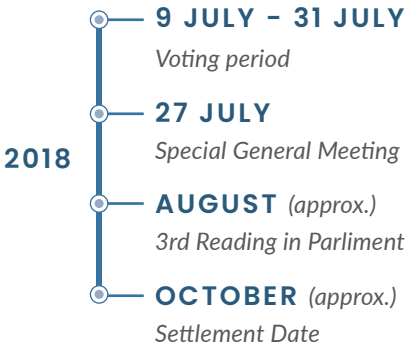 9 JULY – 31 JULY
Voting period
27 JULY
Special General Meeting
2018
AUGUST (approx.)
3rd Reading in Parliment
OCTOBER (approx.)
Settlement Date